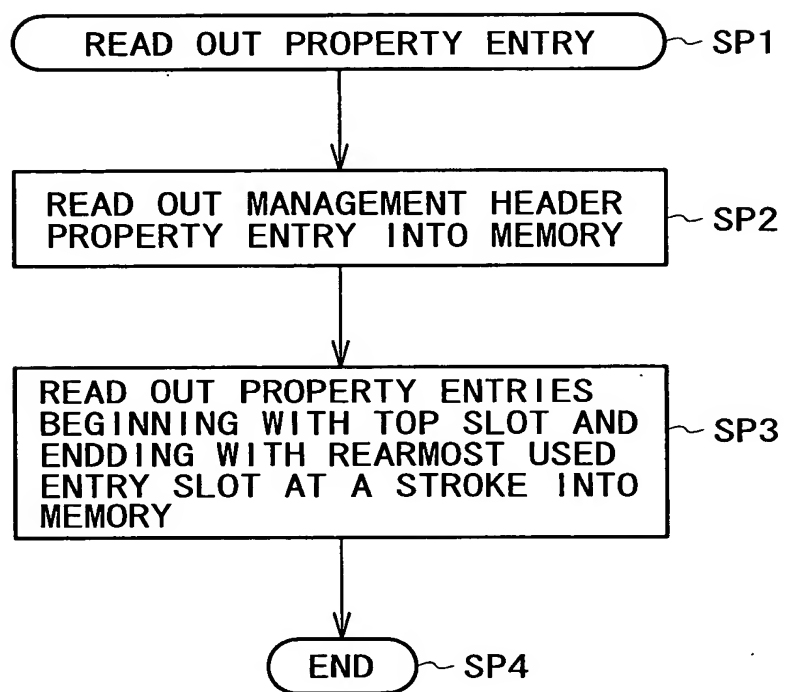 READ OUT PROPERTY ENTRY SP1
READ OUT MANAGEMENT HEADER
PROPERTY ENTRY INTO MEMORY SP2
READ OUT PROPERTY ENTRIES
BEGINNING WITH TOP SLOT AND
ENDDING WITH REARMOST USED SP3
ENTRY SLOT AT A STROKE INTO
MEMORY
END SP4